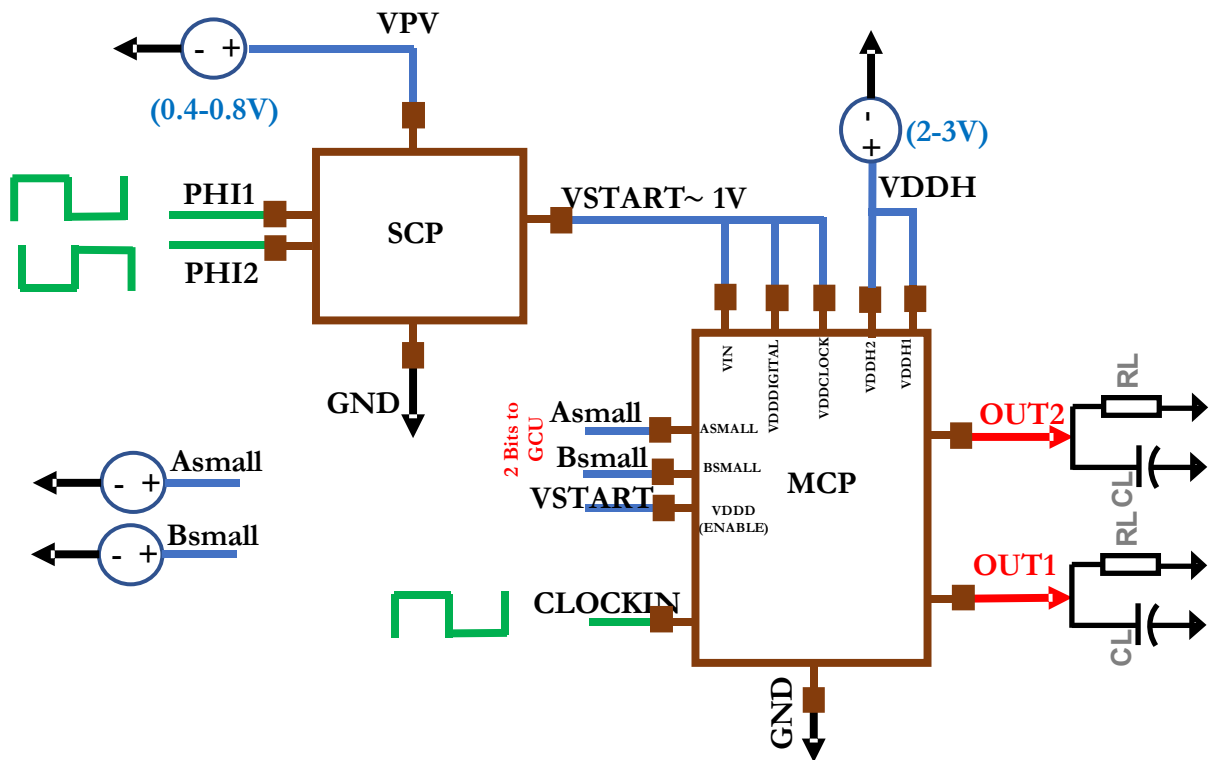 VPV
- +
(0.4-0.8V)
PHI1
PHI2
SCP
GND
VSTART~ 1V
-
+
(2-3V)
VDDH
VIN
VDDDIGITAL
VDDCLOCK
VDDH2
VDDH1
2 Bits to
GCU
Asmall
Bsmall
VSTART
CLOCKIN
ASMALL
BSMALL
VDDD
(ENABLE)
MCP
GND
OUT2
RL
CL
OUT1
RL
CL
- +
Asmall
- +
Bsmall